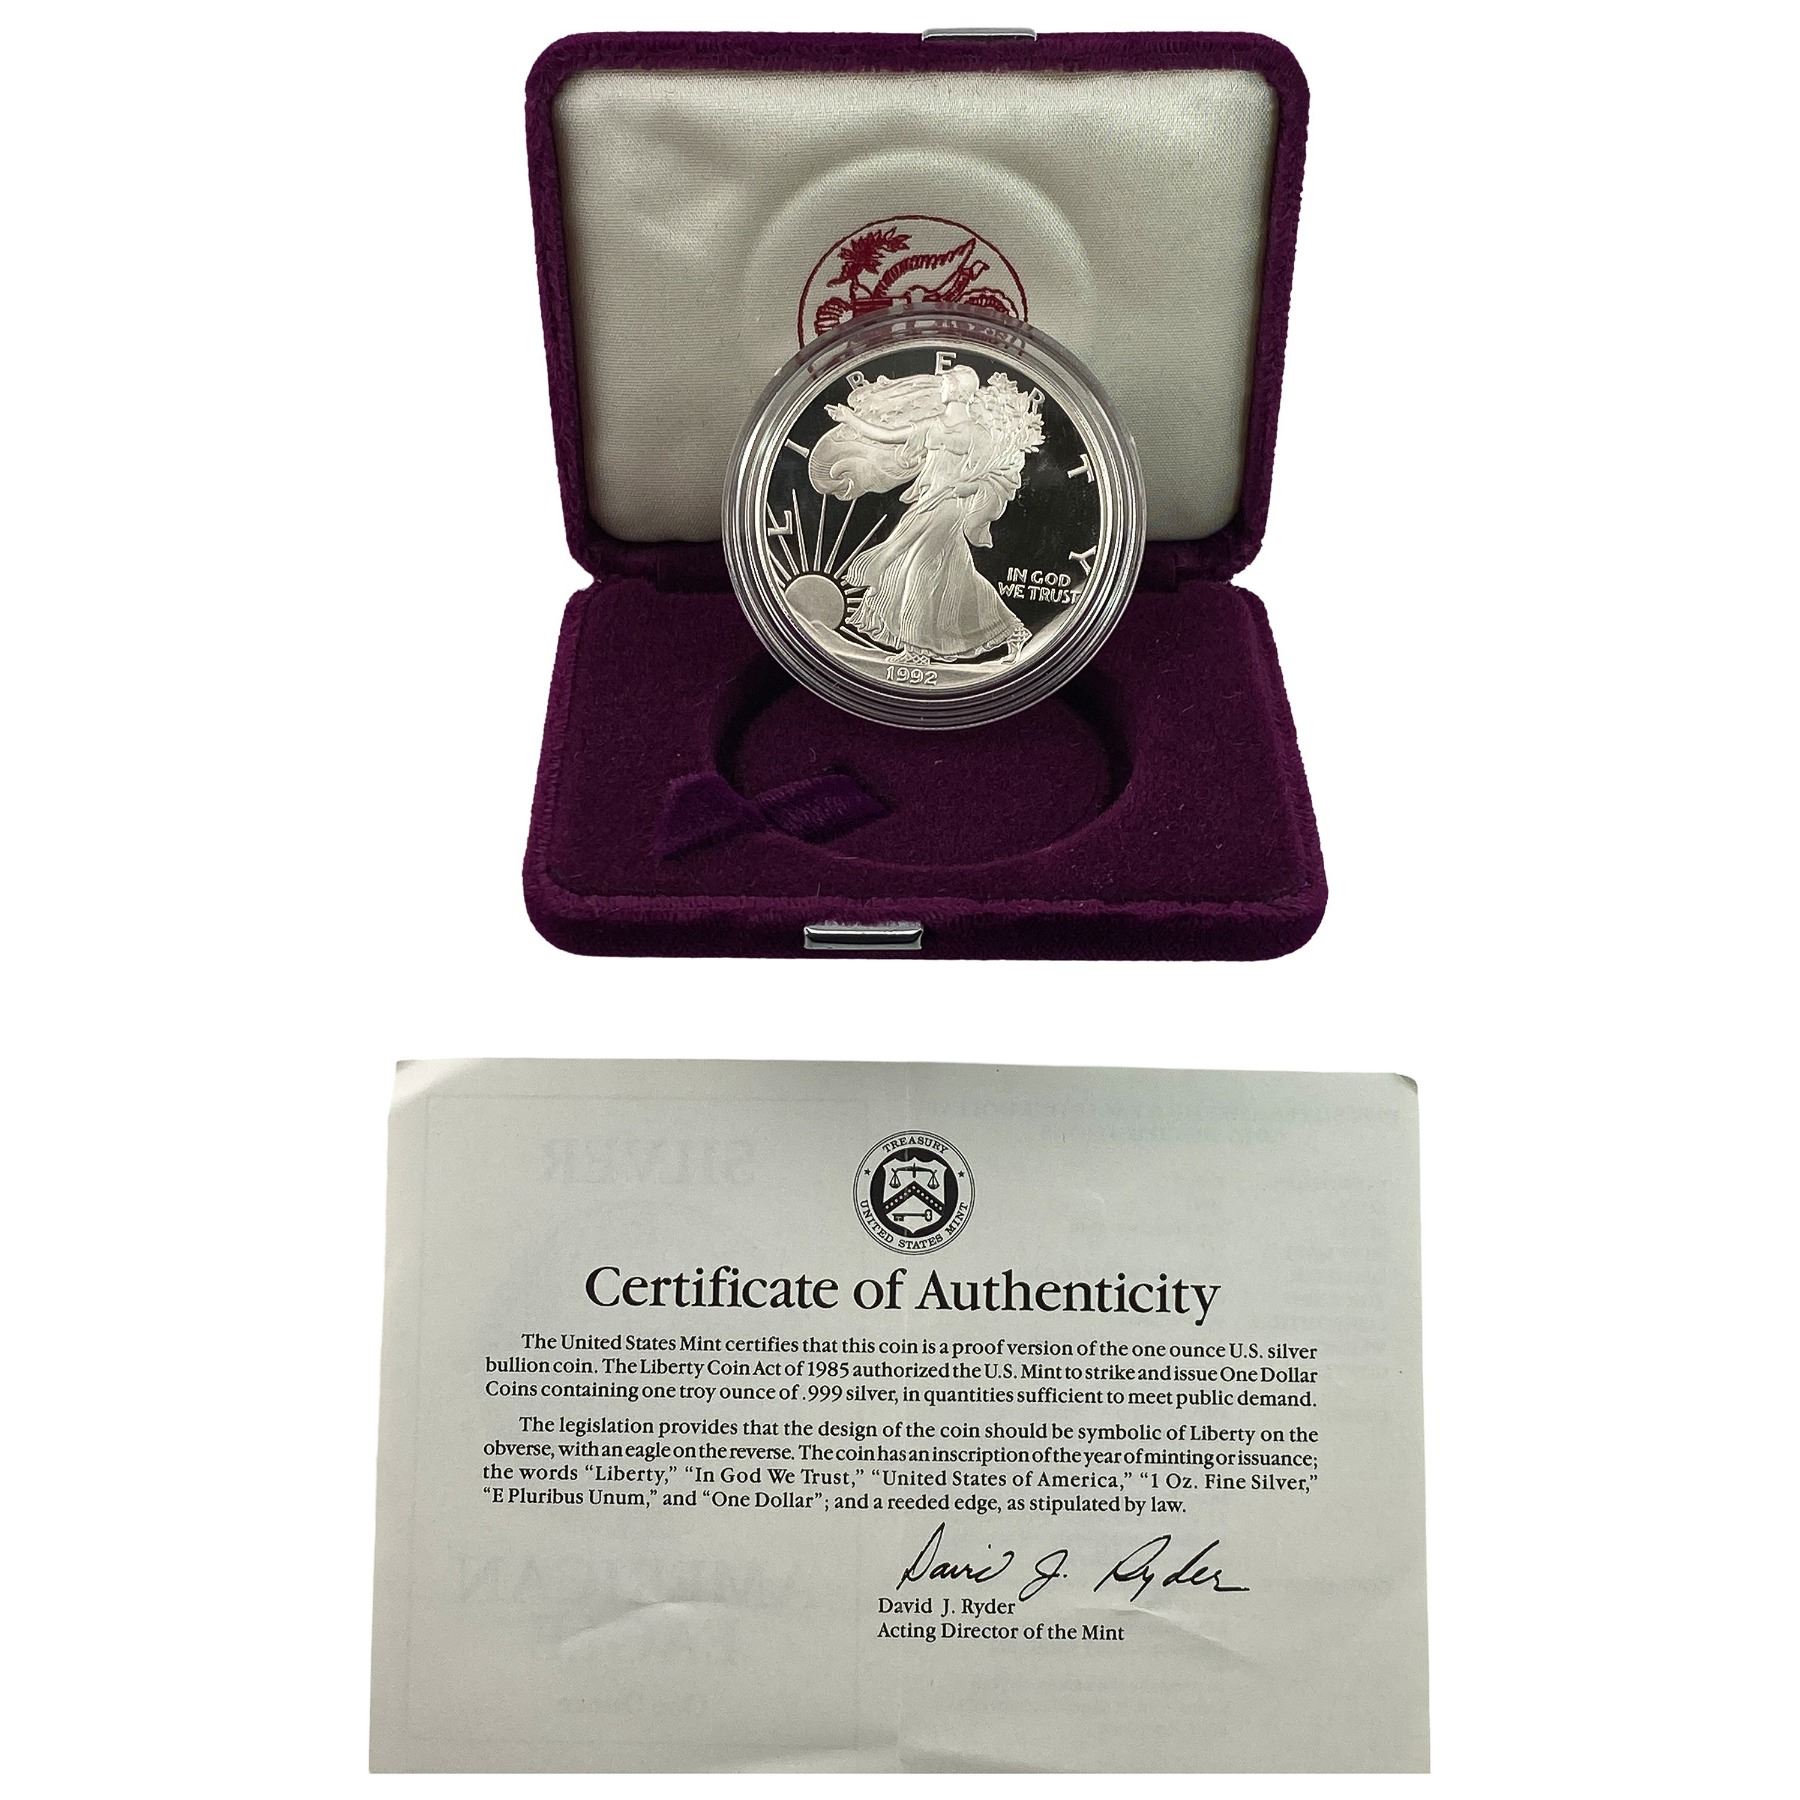 LIBERTY
IN GOD
WE TRUST
1992
TREASURY
UNITED STATES MINT
Certificate of Authenticity
The United States Mint certifies that this coin is a proof version of the one ounce U.S. silver
bullion coin. The Liberty Coin Act of 1985 authorized the U.S. Mint to strike and issue One Dollar
Coins containing one troy ounce of .999 silver, in quantities sufficient to meet public demand.
The legislation provides that the design of the coin should be symbolic of Liberty on the
obverse, with an eagle on the reverse. The coin has an inscription of the year of minting or issuance;
the words “Liberty,” “In God We Trust,” “United States of America,” “1 Oz. Fine Silver,”
“E Pluribus Unum,” and “One Dollar”; and a reeded edge, as stipulated by law.
David J. Ryder
David J. Ryder
Acting Director of the Mint
SILVER
AMERICAN